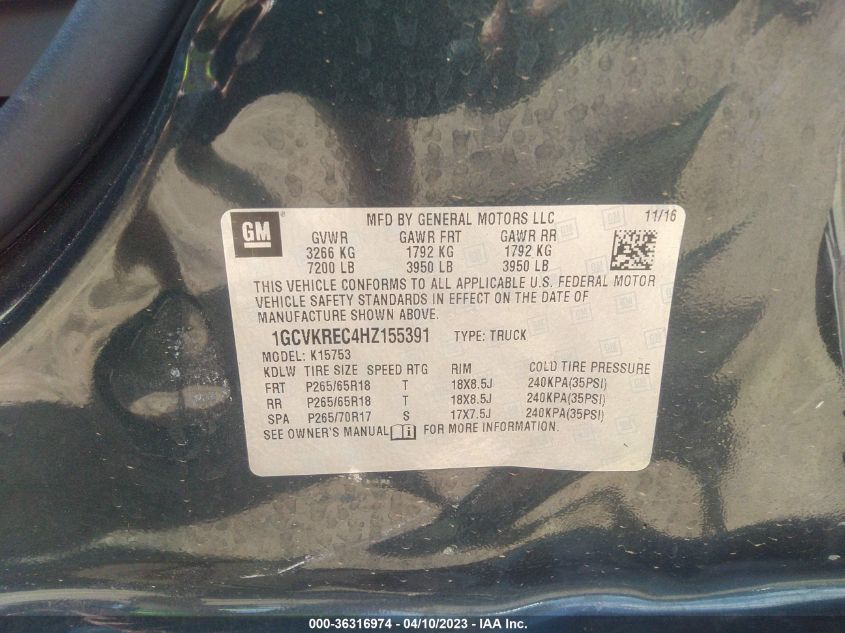 GM ®
MFD BY GENERAL MOTORS LLC 11/16
GVWR GAWR FRT GAWR RR
3266 KG 1792 KG 1792 KG
7200 LB 3950 LB 3950 LB
THIS VEHICLE CONFORMS TO ALL APPLICABLE U.S. FEDERAL MOTOR
VEHICLE SAFETY STANDARDS IN EFFECT ON THE DATE OF
MANUFACTURE SHOWN ABOVE.
1GCVKREC4HZ155391 TYPE: TRUCK
MODEL: K15753
KDLW TIRE SIZE SPEED RTG RIM COLD TIRE PRESSURE
FRT P265/65R18 T 18X8.5J 240KPA(35PSI)
RR P265/65R18 T 18X8.5J 240KPA(35PSI)
SPA P265/70R17 S 17X7.5J 240KPA(35PSI)
SEE OWNER'S MANUAL FOR MORE INFORMATION.
000-36316974 / 04/10/2023 - IAA Inc.